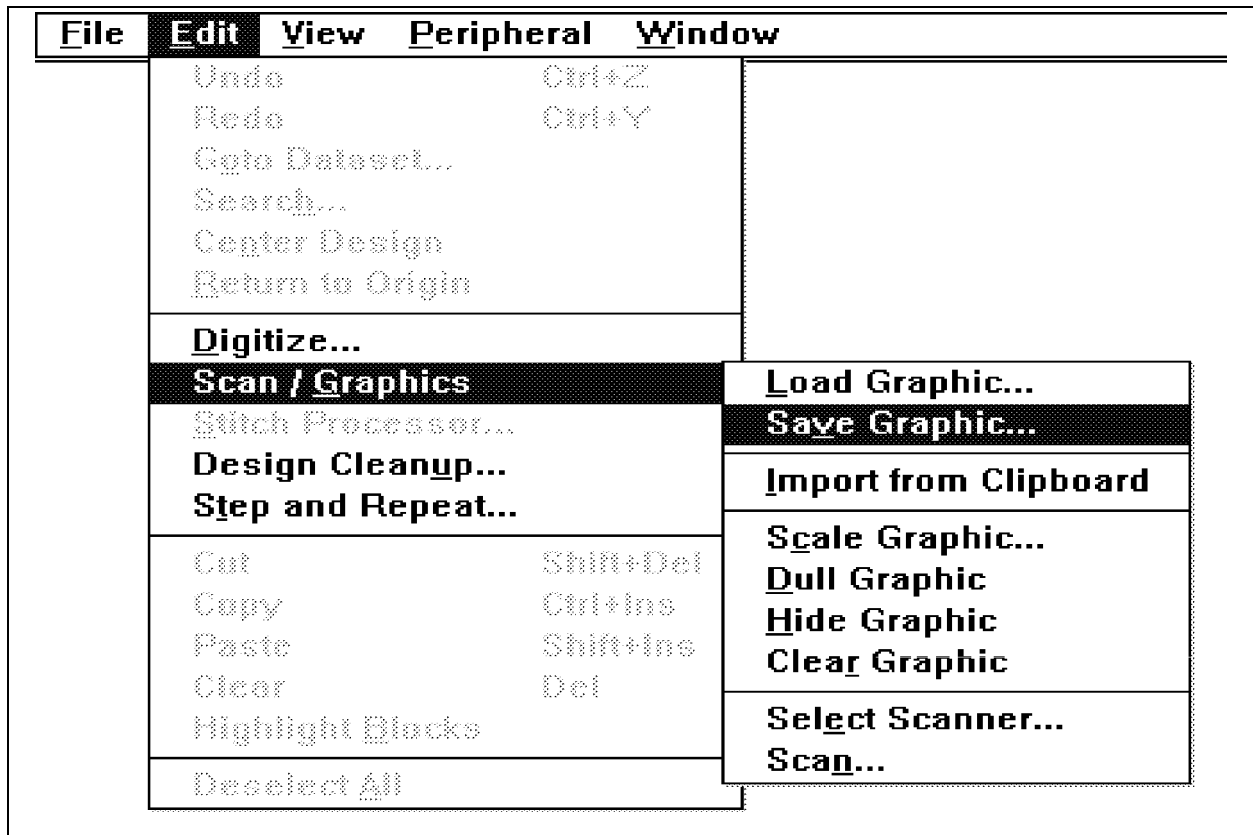 File Edit View Peripheral Window
Undo Ctrl+Z
Redo Ctrl+Y
Goto Dataset...
Search...
Center Design
Return to Origin
Digitize...
Scan / Graphics
Stitch Processor...
Design Cleanup...
Step and Repeat...
Cut Shift+Del
Copy Ctrl+Ins
Paste Shift+Ins
Clear Del
Highlight Blocks
Deselect All
Load Graphic...
Save Graphic...
Import from Clipboard
Scale Graphic...
Dull Graphic
Hide Graphic
Clear Graphic
Select Scanner...
Scan...